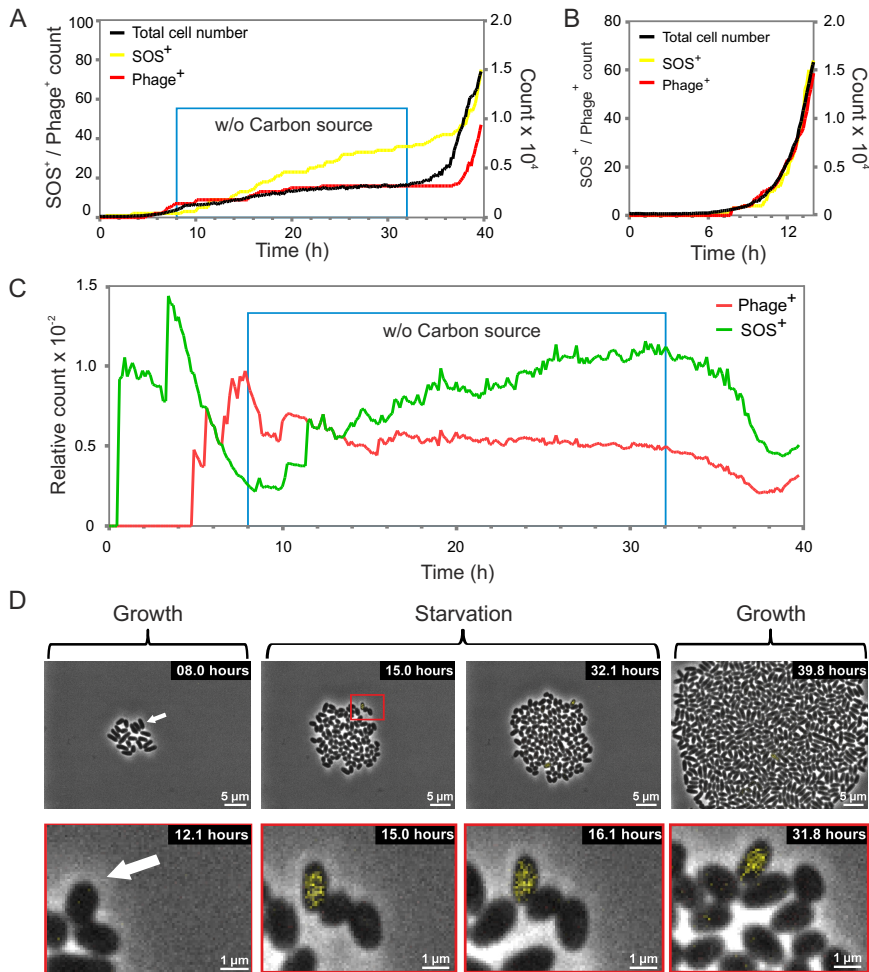 A
SOS⁺ / Phage⁺ count
100
80
60
40
20
0
Total cell number
SOS⁺
Phage⁺
w/o Carbon source
2.0
1.5
1.0
0.5
0
Count x 10⁴
0 10 20 30 40
Time (h)
B
SOS⁺ / Phage⁺ count
80
60
40
20
0
Total cell number
SOS⁺
Phage⁺
2.0
1.5
1.0
0.5
0
Count x 10⁴
0 6 12
Time (h)
C
Relative count x 10⁻²
1.5
1.0
0.5
0
w/o Carbon source
Phage⁺
SOS⁺
0 10 20 30 40
Time (h)
D
Growth Starvation Growth
08.0 hours 15.0 hours 32.1 hours 39.8 hours
5 µm 5 µm 5 µm 5 µm
12.1 hours 15.0 hours 16.1 hours 31.8 hours
1 µm 1 µm 1 µm 1 µm